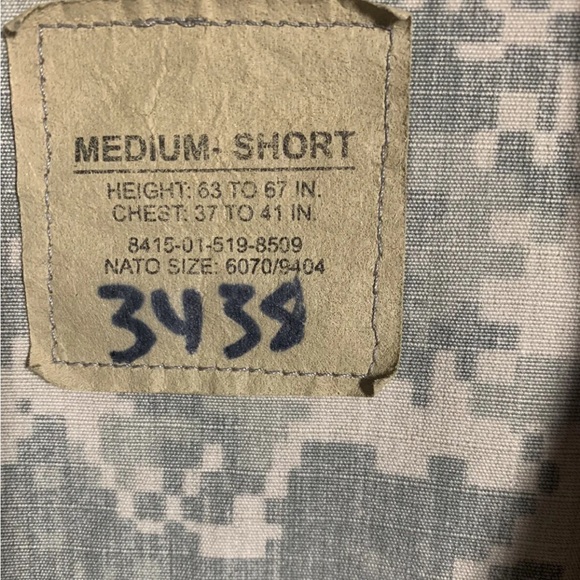 MEDIUM- SHORT
HEIGHT: 63 TO 67 IN.
CHEST: 37 TO 41 IN.
8415-01-519-8509
NATO SIZE: 6070/9404
3438